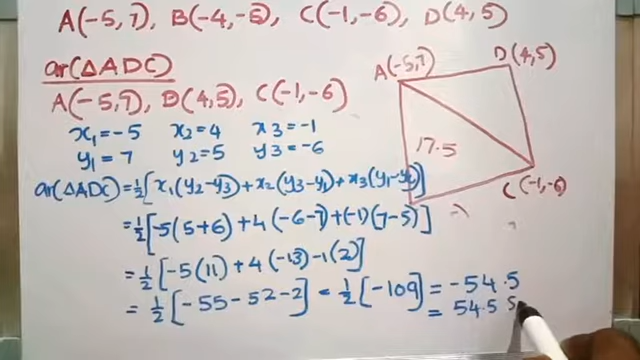 A(-5,7), B(-4,-5), C(-1,-6), D(4,5)
ar(△ADC)
A(-5,7), D(4,5), C(-1,-6)
x₁=-5 x₂=4 x₃=-1
y₁=7 y₂=5 y₃=-6
ar(△ADC)=½[x₁(y₂-y₃)+x₂(y₃-y₁)+x₃(y₁-y₂)]
=½[-5(5+6)+4(-6-7)+(-1)(7-5)]
=½[-5(11)+4(-13)-1(2)]
=½[-55-52-2] = ½[-109] = -54.5
= 54.5 S
A(-5,7)
D(4,5)
17.5
C(-1,-6)